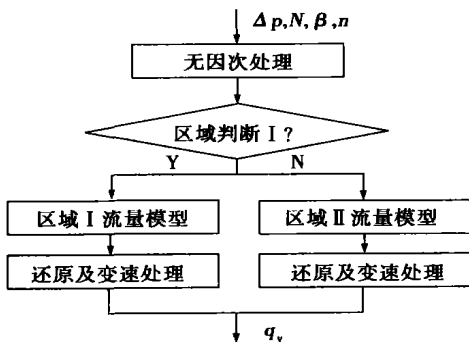 Δp,N,β,n
无因次处理
区域判断Ⅰ?
Y N
区域Ⅰ流量模型 区域Ⅱ流量模型
还原及变速处理 还原及变速处理
qv